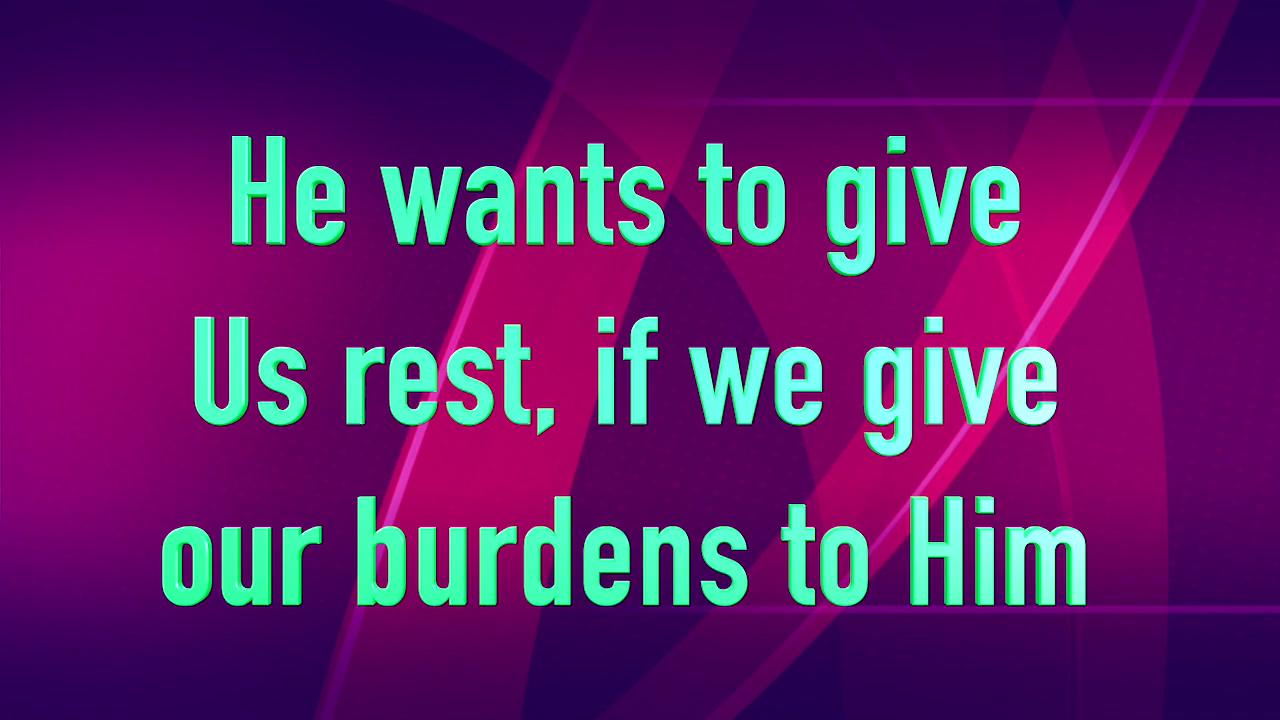 He wants to give
Us rest, if we give
our burdens to Him